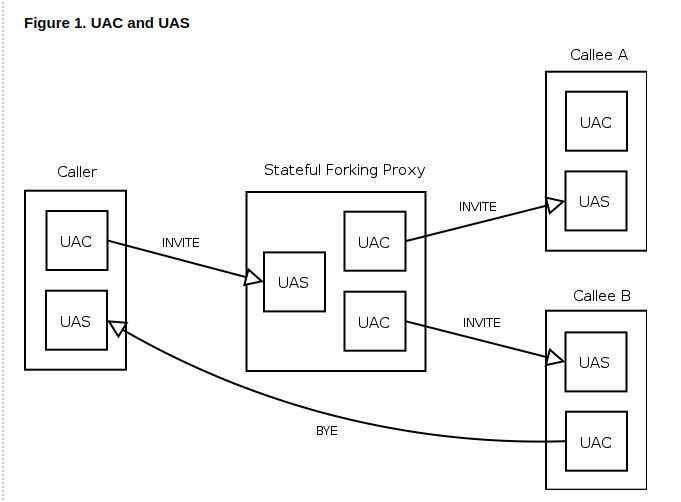 Figure 1. UAC and UAS
Callee A
UAC
UAS
Caller
UAC
UAS
INVITE
Stateful Forking Proxy
UAS
UAC
UAC
INVITE
INVITE
Callee B
UAS
UAC
BYE